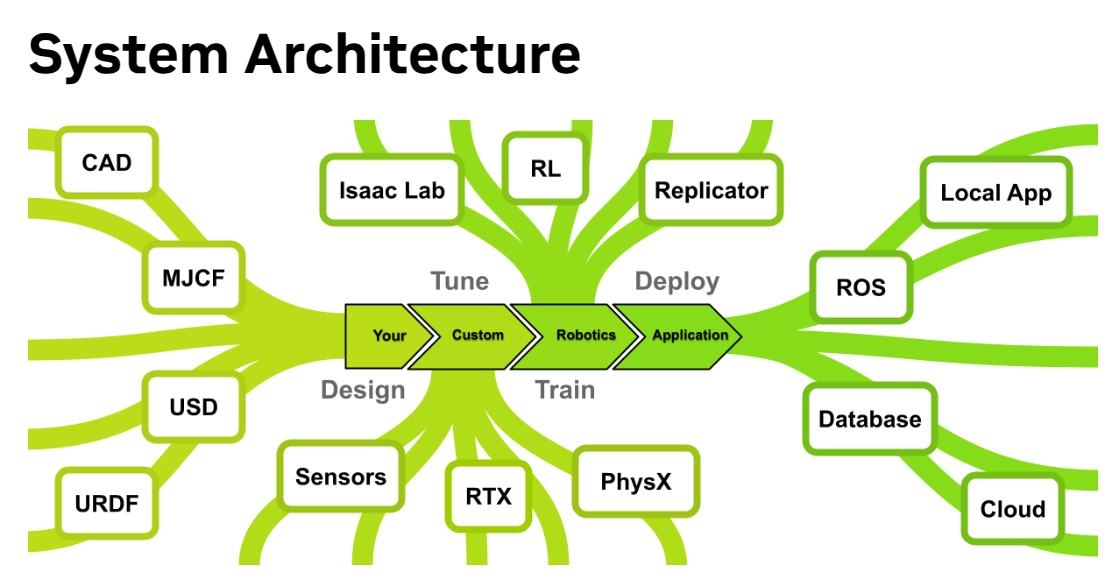 System Architecture
CAD
MJCF
USD
URDF
Isaac Lab
RL
Replicator
Tune
Deploy
Your
Custom
Robotics
Application
Design
Train
Sensors
RTX
PhysX
Local App
ROS
Database
Cloud